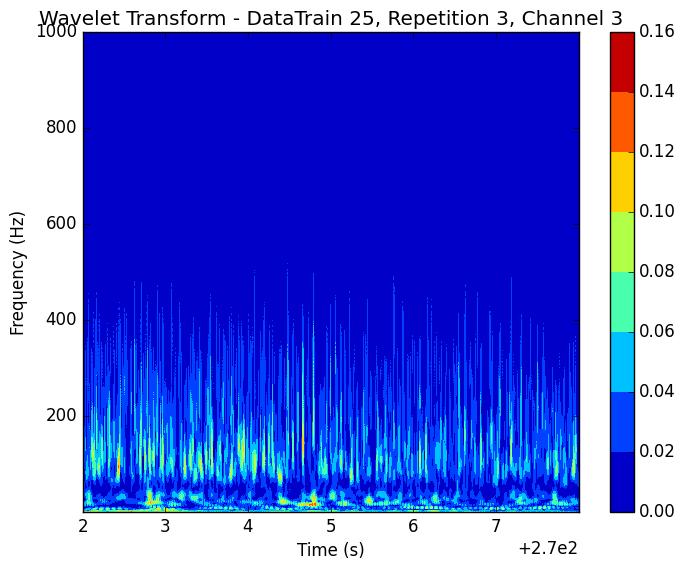 Wavelet Transform - DataTrain 25, Repetition 3, Channel 3
1000
800
600
400
200
Frequency (Hz)
2 3 4 5 6 7
Time (s)
+2.7e2
0.16
0.14
0.12
0.10
0.08
0.06
0.04
0.02
0.00